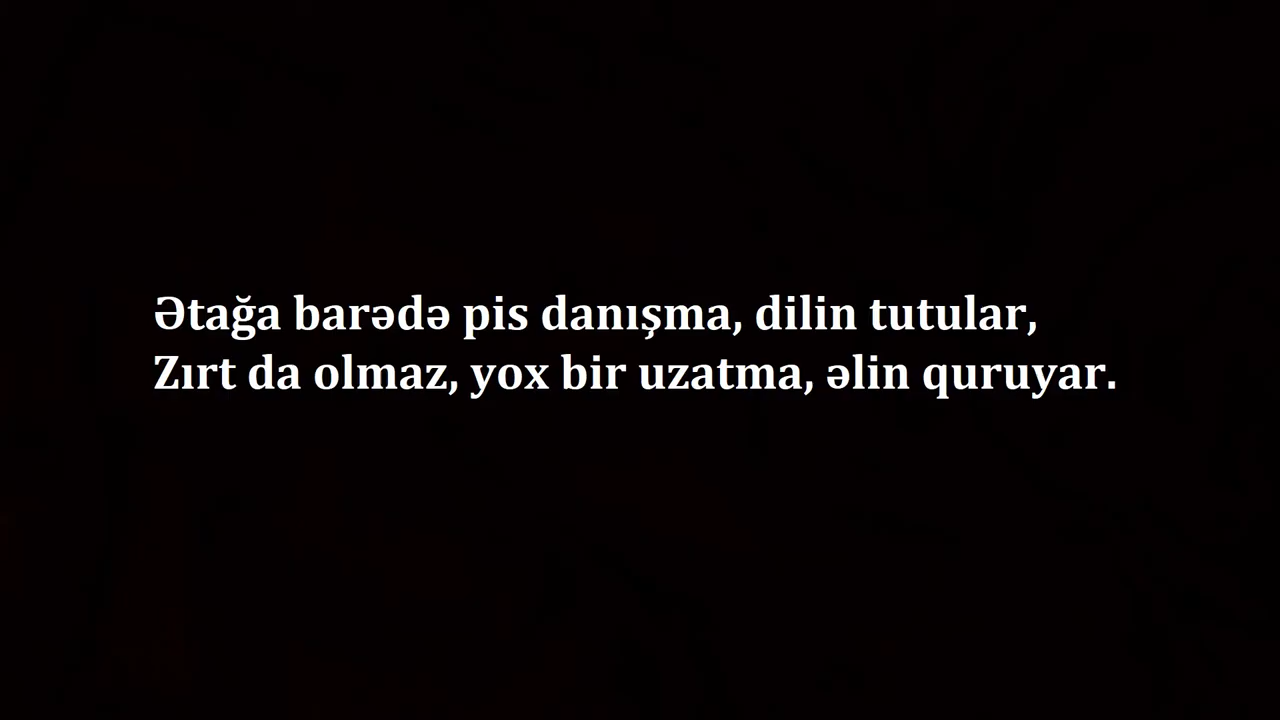 Ətağa barədə pis danışma, dilin tutular,
Zırt da olmaz, yox bir uzatma, əlin quruyar.